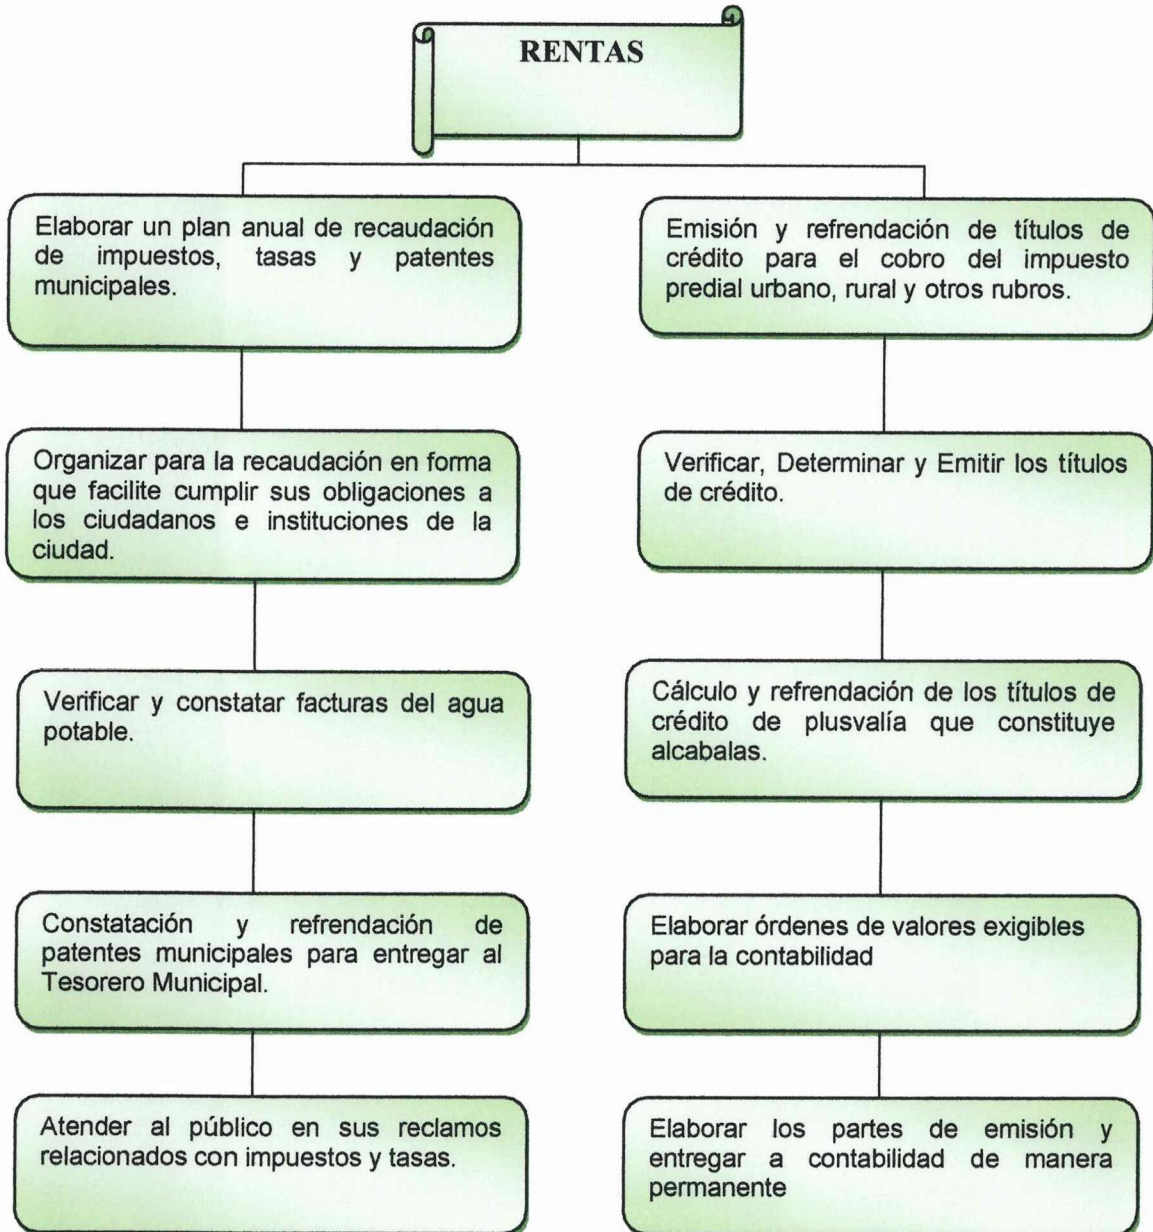 RENTAS
Elaborar un plan anual de recaudación
de impuestos, tasas y patentes
municipales.
Organizar para la recaudación en forma
que facilite cumplir sus obligaciones a
los ciudadanos e instituciones de la
ciudad.
Verificar y constatar facturas del agua
potable.
Constatación y refrendación de
patentes municipales para entregar al
Tesorero Municipal.
Atender al público en sus reclamos
relacionados con impuestos y tasas.
Emisión y refrendación de títulos de
crédito para el cobro del impuesto
predial urbano, rural y otros rubros.
Verificar, Determinar y Emitir los títulos
de crédito.
Cálculo y refrendación de los títulos de
crédito de plusvalía que constituye
alcabalas.
Elaborar órdenes de valores exigibles
para la contabilidad
Elaborar los partes de emisión y
entregar a contabilidad de manera
permanente